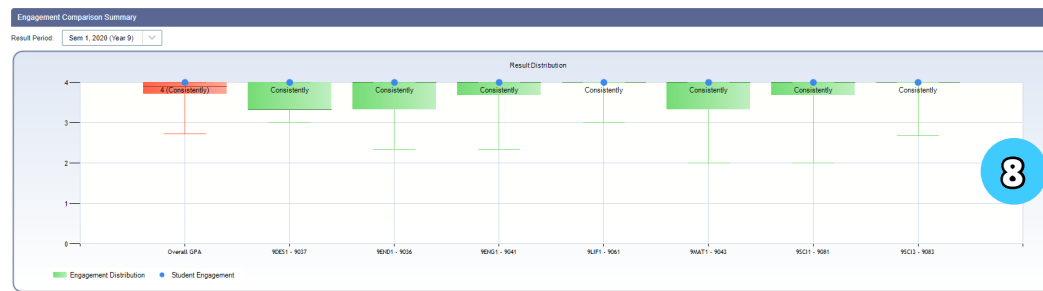 Engagement Comparison Summary
Result Period: Sem 1, 2020 (Year 9)
Result Distribution
4
4 (Consistently) Consistently Consistently Consistently Consistently Consistently Consistently Consistently
3
2
8
1
0
Overall GPA 9DES1 - 9037 9END1 - 9036 9ENG1 - 9041 9LIF1 - 9061 9MAT1 - 9043 9SCI1 - 9081 9SCI3 - 9083
Engagement Distribution Student Engagement